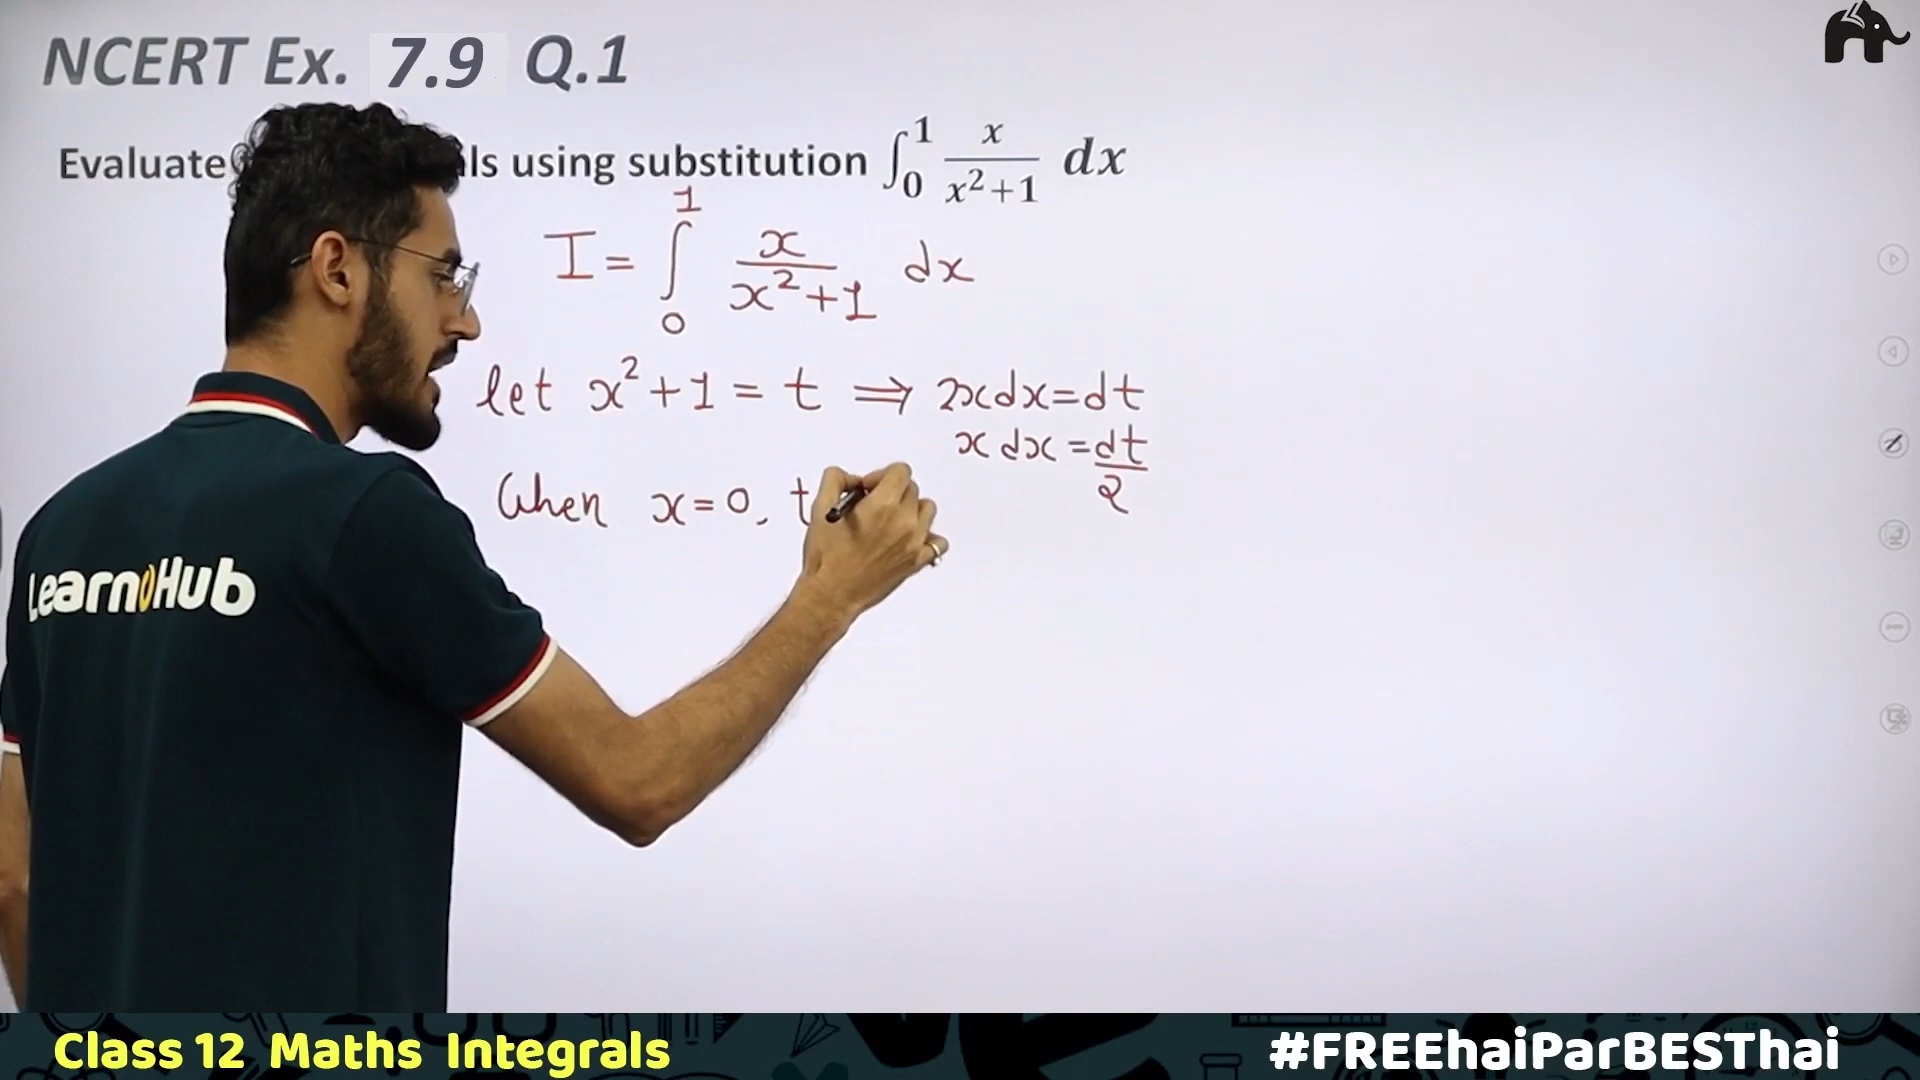 NCERT Ex. 7.9 Q.1
Evaluate ls using substitution ∫₀¹ x/(x²+1) dx
I = ∫₀¹ x/(x²+1) dx
let x²+1 = t ⇒ 2xdx=dt
x dx = dt/2
When x=0, t
LearnoHub
Class 12 Maths Integrals
#FREEhaiParBESThai